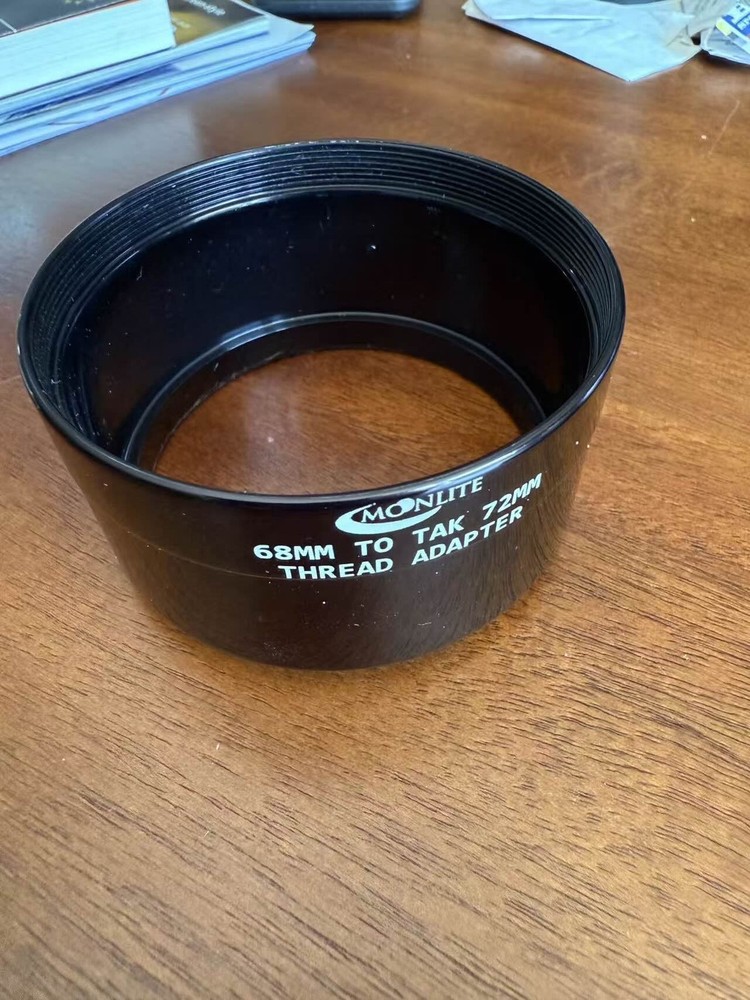 MOONLITE
68MM TO TAK 72MM
THREAD ADAPTER